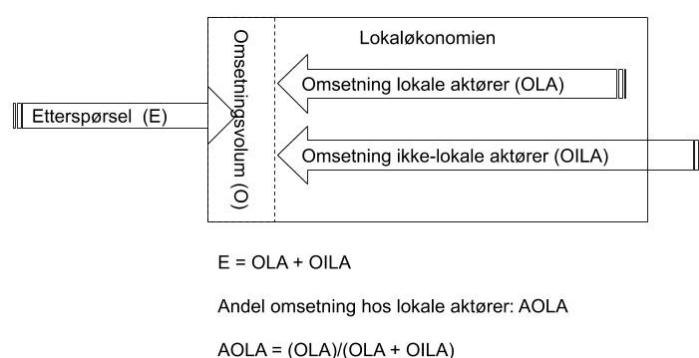 Lokaløkonomien
Omsetningsvolum (O)
Omsetning lokale aktører (OLA)
Etterspørsel (E)
Omsetning ikke-lokale aktører (OILA)
E = OLA + OILA
Andel omsetning hos lokale aktører: AOLA
AOLA = (OLA)/(OLA + OILA)